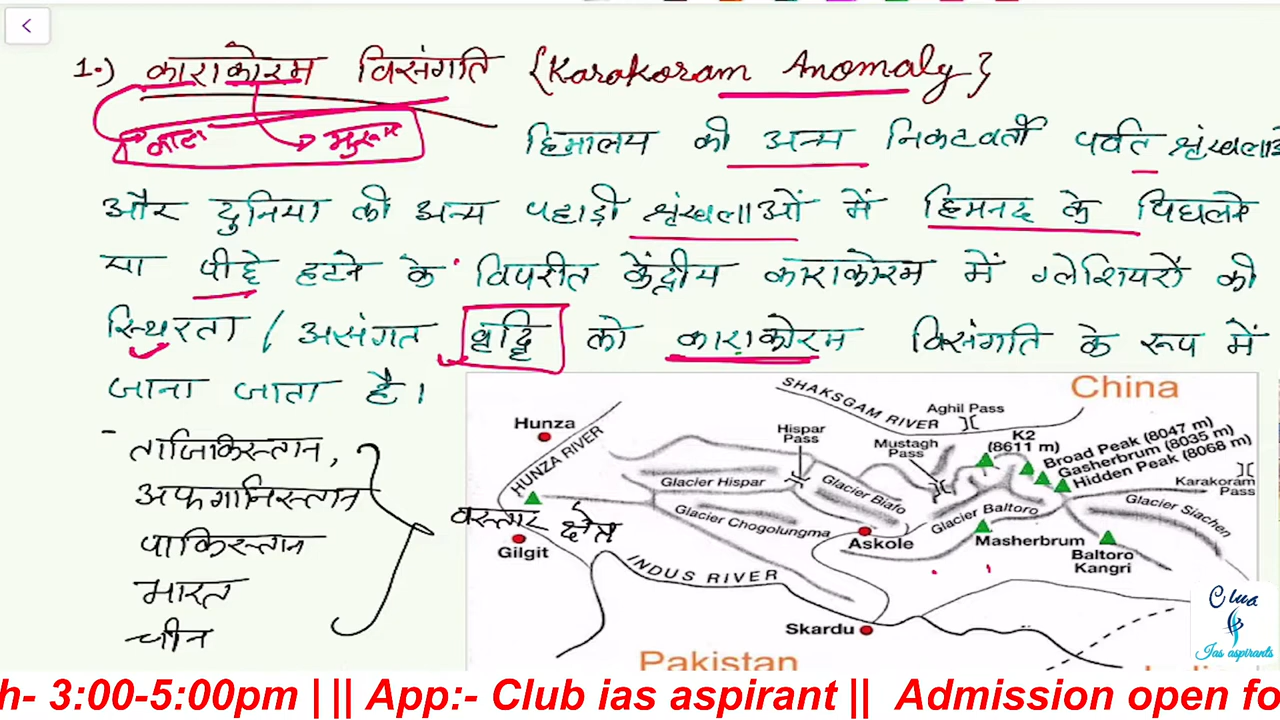 1.) काराकोरम विसंगति {Karakoram Anomaly}
काला
हिमालय की अन्य निकटवर्ती पर्वत श्रृंखलाओ
और दुनिया की अन्य पहाड़ी श्रृंखलाओं में हिमनद के पिघलने
या पीछे हटने के विपरीत केंद्रीय काराकोरम में ग्लेशियरों की
स्थिरता / असंगत वृद्धि को काराकोरम विसंगति के रूप में
जाना जाता है।
ताजिकिस्तान,
अफगानिस्तान
पाकिस्तान
भारत
चीन
क्षेत्र
China
SHAKSGAM RIVER
Aghil Pass
Hunza
HUNZA RIVER
Hispar
Pass
Mustagh
Pass
K2
(8611 m)
Broad Peak (8047 m)
Gasherbrum (8035 m)
Hidden Peak (8068 m)
Karakoram
Pass
Glacier Hispar
Glacier Biafo
Glacier Chogolungma
Glacier Baltoro
Glacier Siachen
Gilgit
Askole
Masherbrum
Baltoro
Kangri
INDUS RIVER
Skardu
Pakistan
Club
Ias aspirants
h- 3:00-5:00pm | || App:- Club ias aspirant || Admission open fo